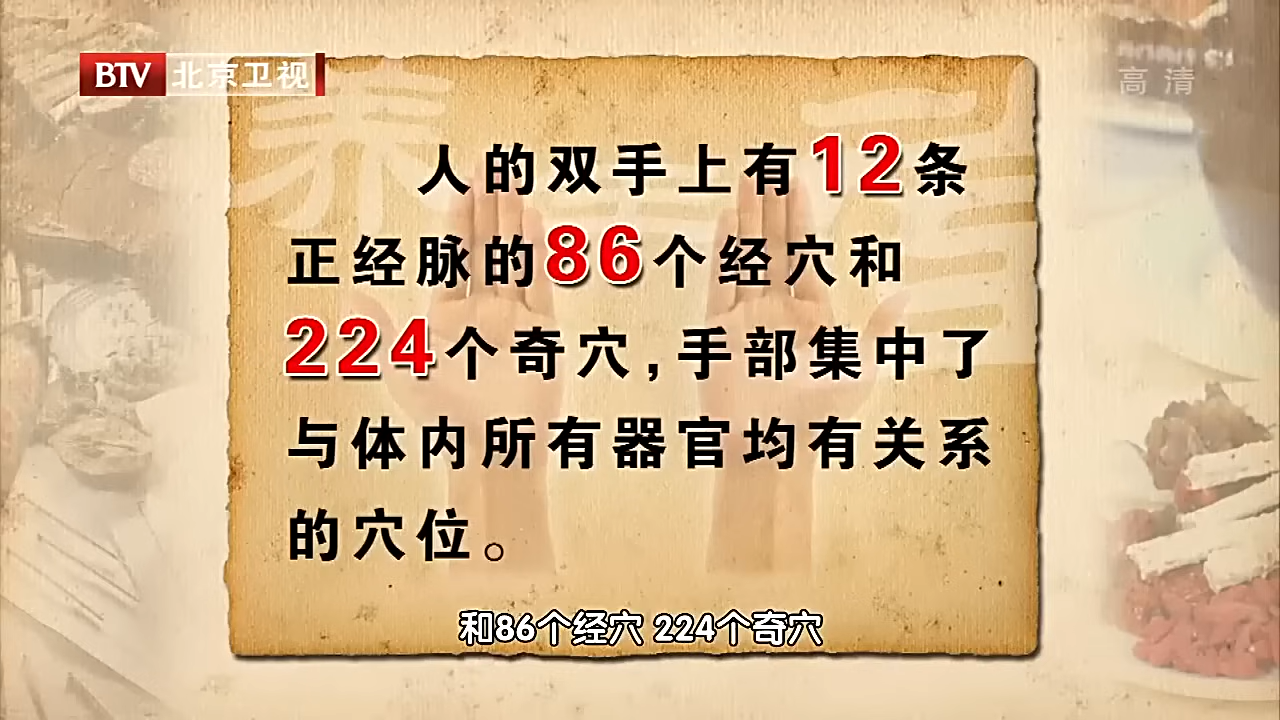 BTV 北京卫视
高清
人的双手上有12条
正经脉的86个经穴和
224个奇穴,手部集中了
与体内所有器官均有关系
的穴位。
和86个经穴 224个奇穴